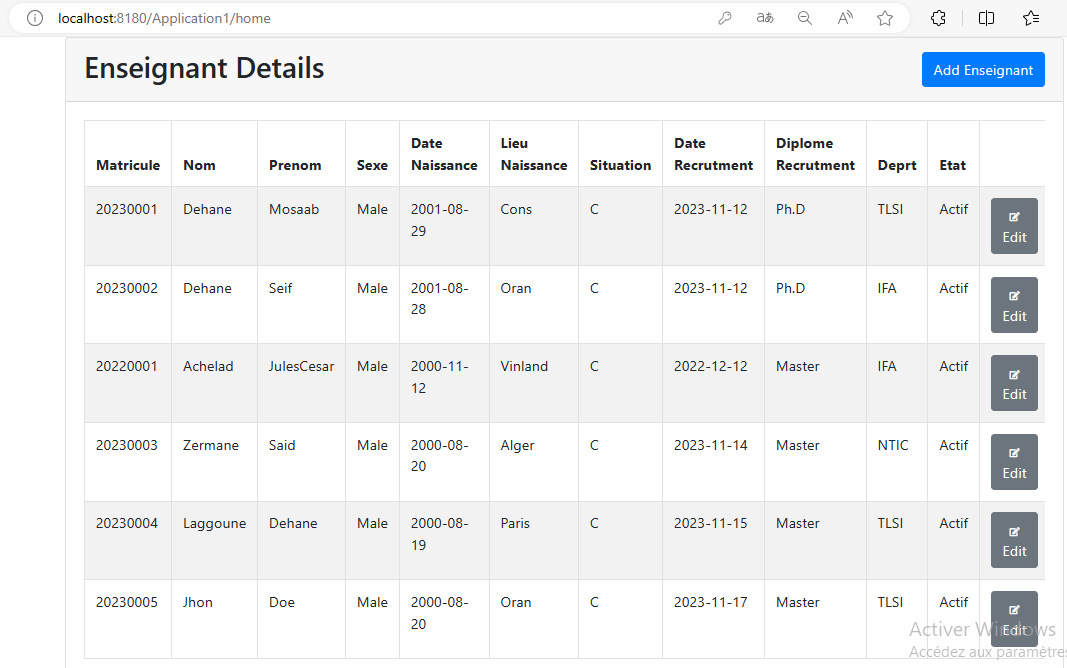 localhost:8180/Application1/home
Enseignant Details
Add Enseignant
Matricule Nom Prenom Sexe Date Naissance Lieu Naissance Situation Date Recrutment Diplome Recrutment Deprt Etat
20230001 Dehane Mosaab Male 2001-08-29 Cons C 2023-11-12 Ph.D TLSI Actif Edit
20230002 Dehane Seif Male 2001-08-28 Oran C 2023-11-12 Ph.D IFA Actif Edit
20220001 Achelad JulesCesar Male 2000-11-12 Vinland C 2022-12-12 Master IFA Actif Edit
20230003 Zermane Said Male 2000-08-20 Alger C 2023-11-14 Master NTIC Actif Edit
20230004 Laggoune Dehane Male 2000-08-19 Paris C 2023-11-15 Master TLSI Actif Edit
20230005 Jhon Doe Male 2000-08-20 Oran C 2023-11-17 Master TLSI Actif Edit
Activer Windows
Accédez aux paramètres